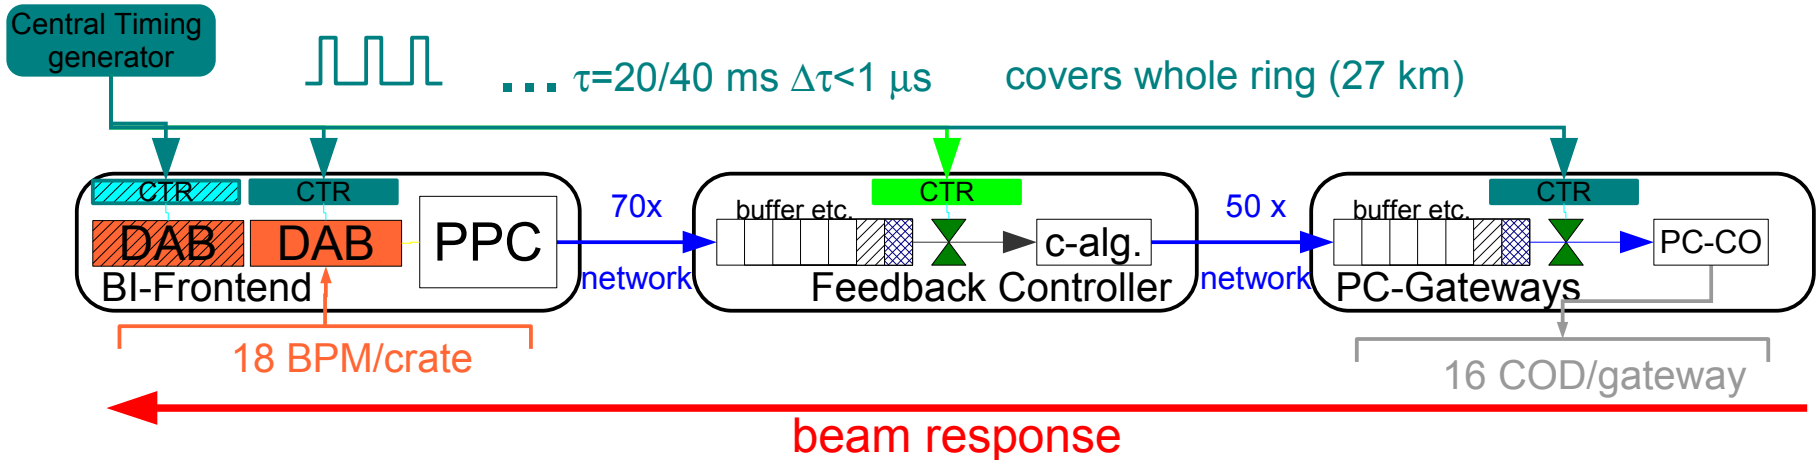 Central Timing
generator
... τ=20/40 ms Δτ<1 μs
covers whole ring (27 km)
CTR
CTR
CTR
CTR
DAB
DAB
PPC
BI-Frontend
70x
network
buffer etc.
c-alg.
Feedback Controller
50 x
network
buffer etc.
PC-CO
PC-Gateways
18 BPM/crate
16 COD/gateway
beam response